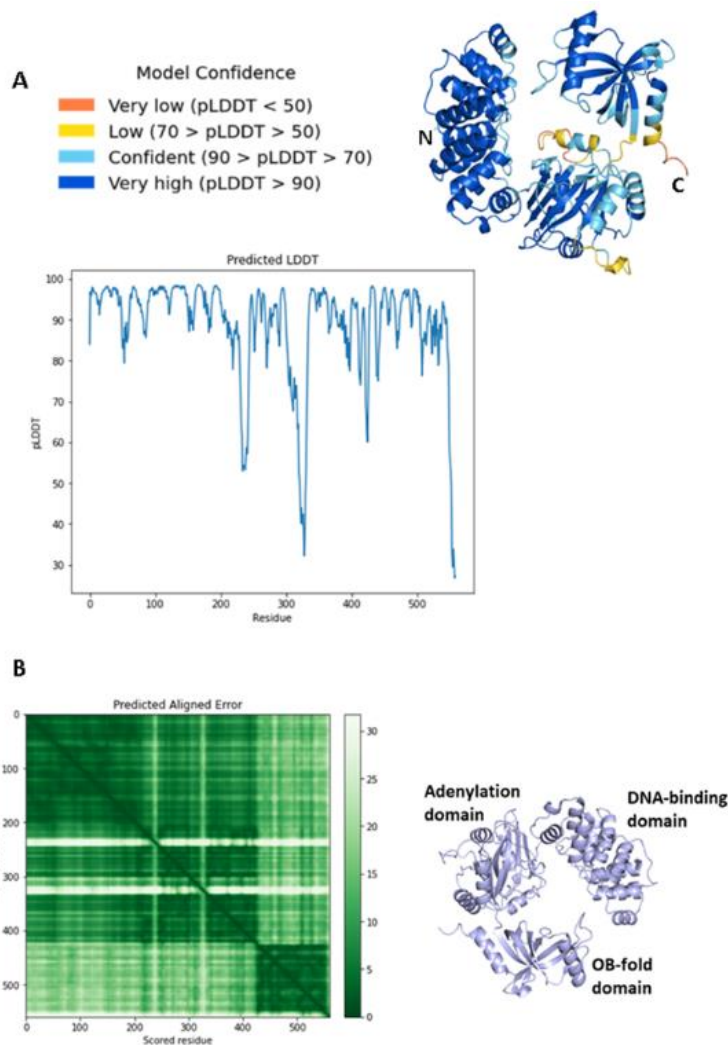 A
Model Confidence
Very low (pLDDT < 50)
Low (70 > pLDDT > 50)
Confident (90 > pLDDT > 70)
Very high (pLDDT > 90)
N
C
Predicted LDDT
100
90
80
70
60
50
40
30
pLDDT
0 100 200 300 400 500
Residue
B
Predicted Aligned Error
0
100
200
300
400
500
0 100 200 300 400 500
Scored residue
30
25
20
15
10
5
0
Adenylation
domain
DNA-binding
domain
OB-fold
domain